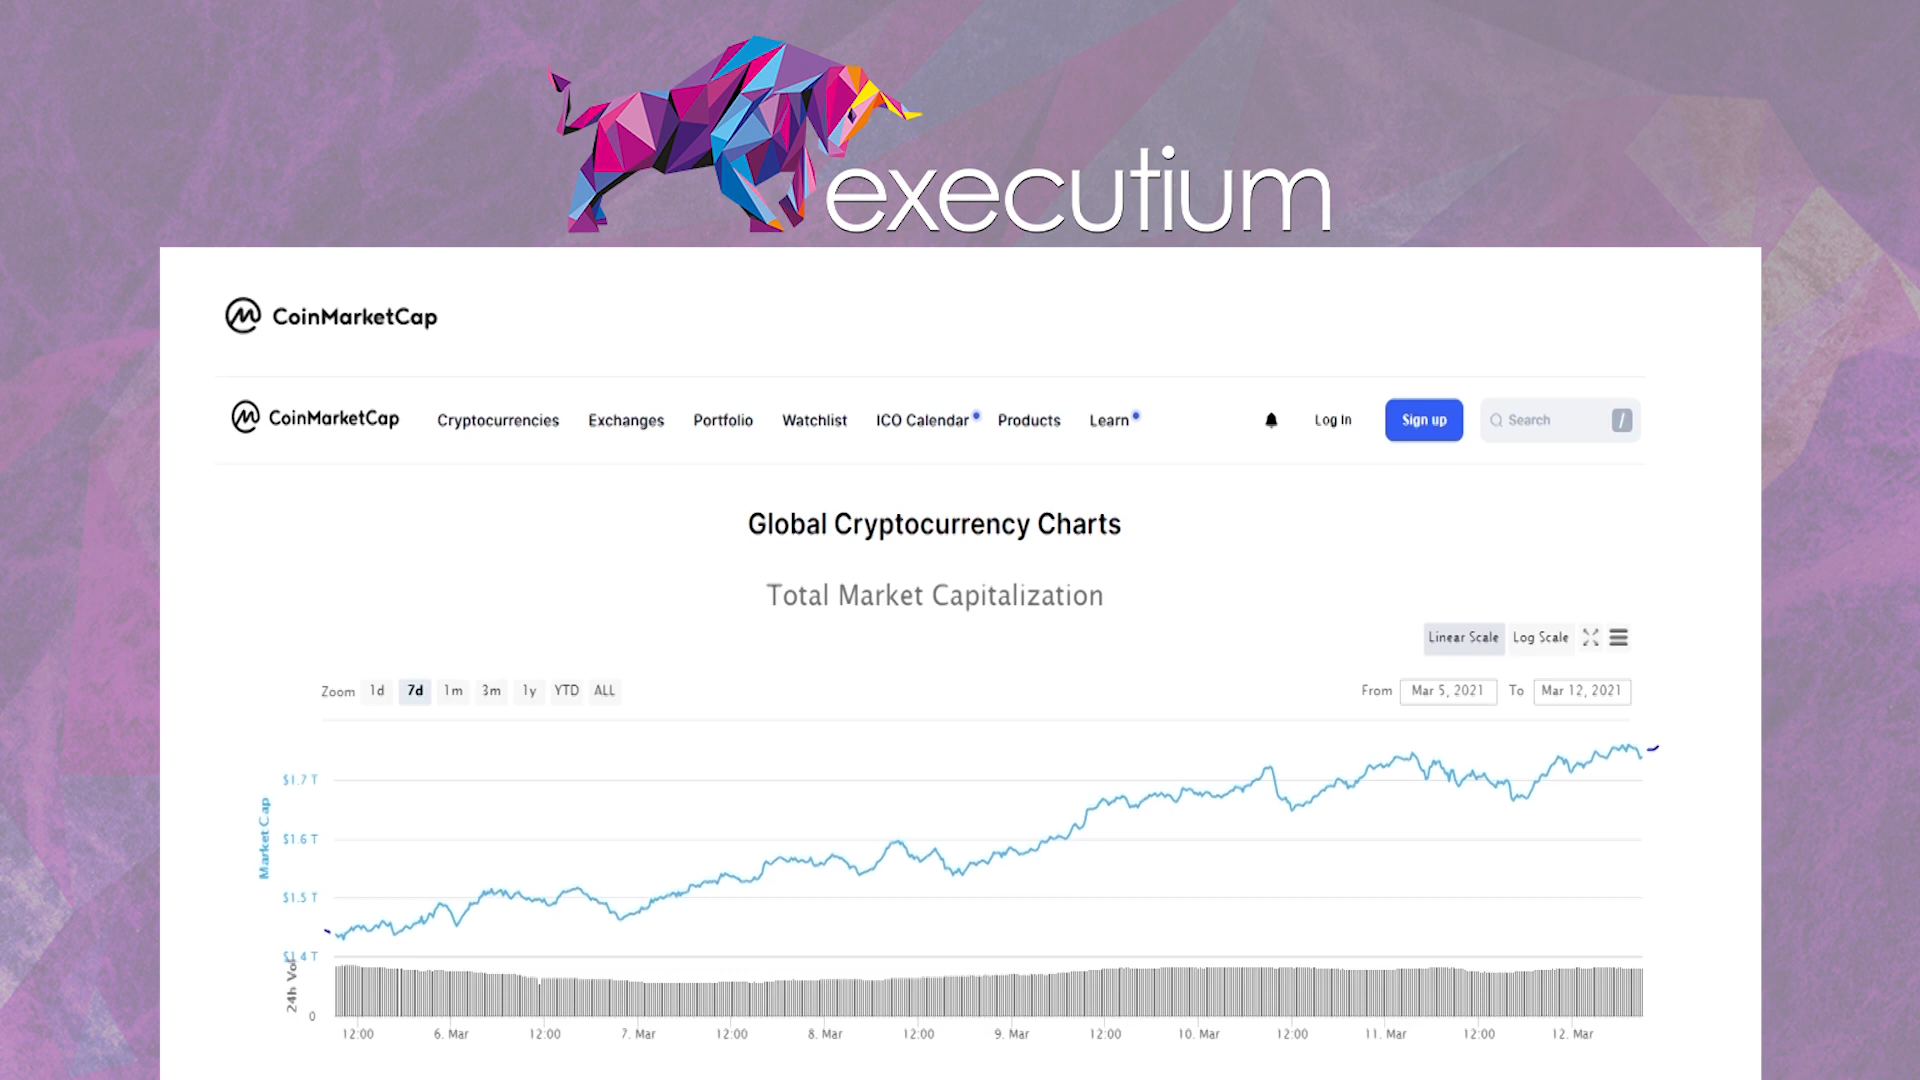 executium
CoinMarketCap
CoinMarketCap Cryptocurrencies Exchanges Portfolio Watchlist ICO Calendar Products Learn Log In Sign up Search /
Global Cryptocurrency Charts
Total Market Capitalization
Linear Scale Log Scale
Zoom 1d 7d 1m 3m 1y YTD ALL From Mar 5, 2021 To Mar 12, 2021
Market Cap
$1.7 T
$1.6 T
$1.5 T
$1.4 T
24h Vol
0
12:00 6. Mar 12:00 7. Mar 12:00 8. Mar 12:00 9. Mar 12:00 10. Mar 12:00 11. Mar 12:00 12. Mar